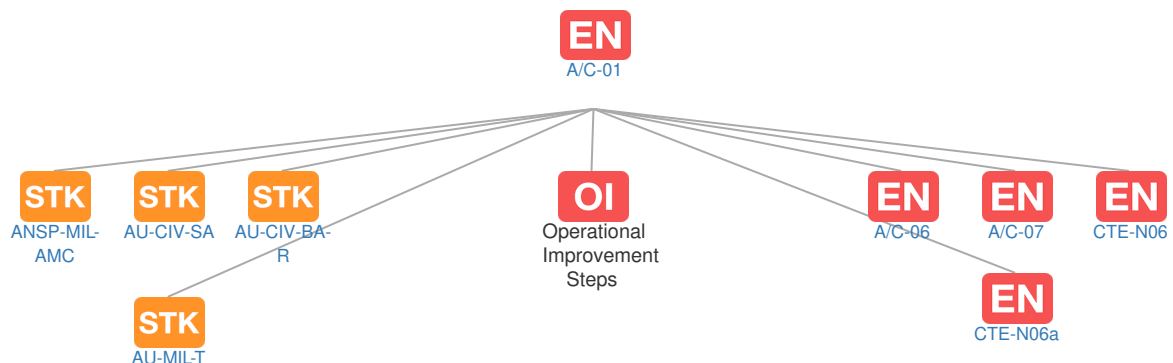 EN
A/C-01
STK
ANSP-MIL-
AMC
STK
AU-CIV-SA
STK
AU-CIV-BA-
R
OI
Operational
Improvement
Steps
EN
A/C-06
EN
A/C-07
EN
CTE-N06
STK
AU-MIL-T
EN
CTE-N06a